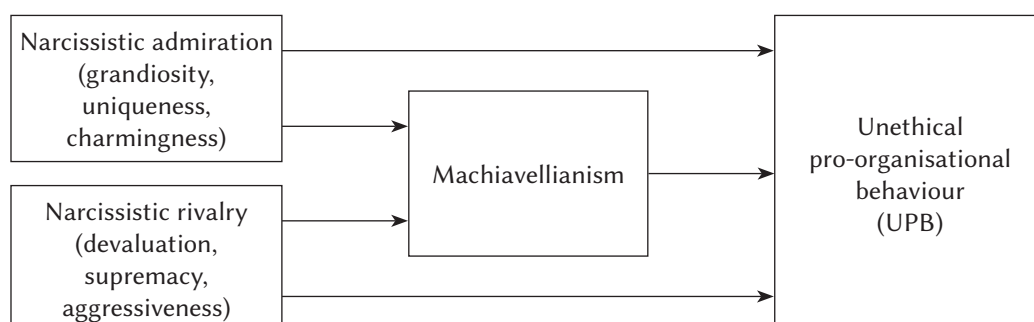 Narcissistic admiration
(grandiosity,
uniqueness,
charmingness)
Narcissistic rivalry
(devaluation,
supremacy,
aggressiveness)
Machiavellianism
Unethical
pro-organisational
behaviour
(UPB)